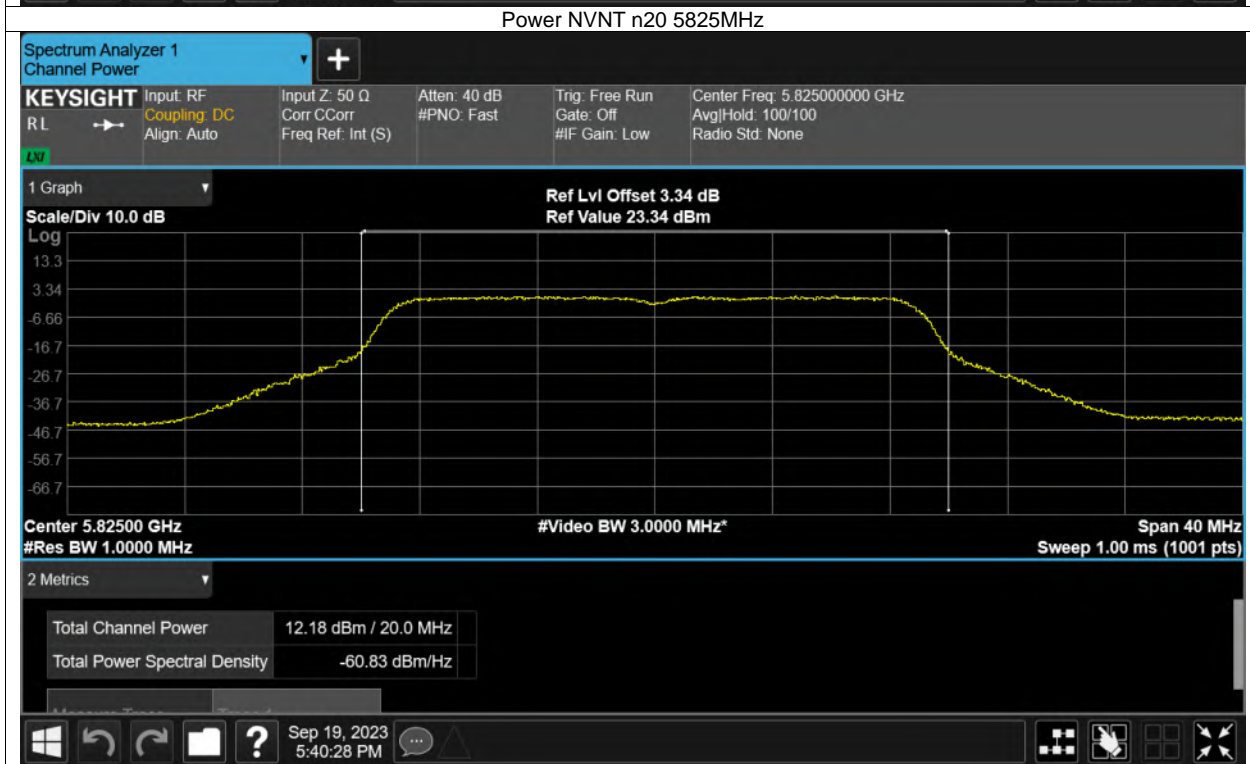 Power NVNT n20 5825MHz
Spectrum Analyzer 1
Channel Power
KEYSIGHT
RL
LXI
Input: RF
Coupling: DC
Align: Auto
Input Z: 50 Ω
Corr CCorr
Freq Ref: Int (S)
Atten: 40 dB
#PNO: Fast
Trig: Free Run
Gate: Off
#IF Gain: Low
Center Freq: 5.825000000 GHz
Avg|Hold: 100/100
Radio Std: None
1 Graph
Scale/Div 10.0 dB
Ref Lvl Offset 3.34 dB
Ref Value 23.34 dBm
Log
13.3
3.34
-6.66
-16.7
-26.7
-36.7
-46.7
-56.7
-66.7
Center 5.82500 GHz
#Res BW 1.0000 MHz
#Video BW 3.0000 MHz*
Span 40 MHz
Sweep 1.00 ms (1001 pts)
2 Metrics
Total Channel Power 12.18 dBm / 20.0 MHz
Total Power Spectral Density -60.83 dBm/Hz
Sep 19, 2023
5:40:28 PM